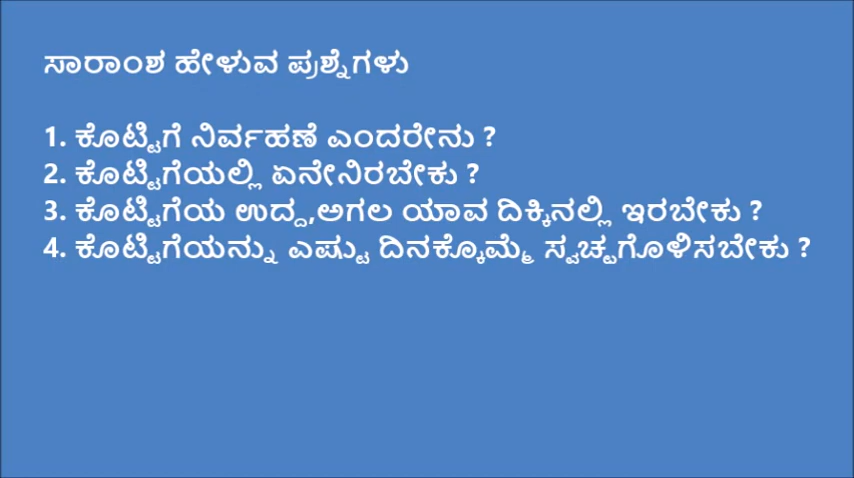 ಸಾರಾಂಶ ಹೇಳುವ ಪ್ರಶ್ನೆಗಳು
1. ಕೊಟ್ಟಿಗೆ ನಿರ್ವಹಣೆ ಎಂದರೇನು ?
2. ಕೊಟ್ಟಿಗೆಯಲ್ಲಿ ಏನೇನಿರಬೇಕು ?
3. ಕೊಟ್ಟಿಗೆಯ ಉದ್ದ,ಅಗಲ ಯಾವ ದಿಕ್ಕಿನಲ್ಲಿ ಇರಬೇಕು ?
4. ಕೊಟ್ಟಿಗೆಯನ್ನು ಎಷ್ಟು ದಿನಕ್ಕೊಮ್ಮೆ ಸ್ವಚ್ಚಗೊಳಿಸಬೇಕು ?